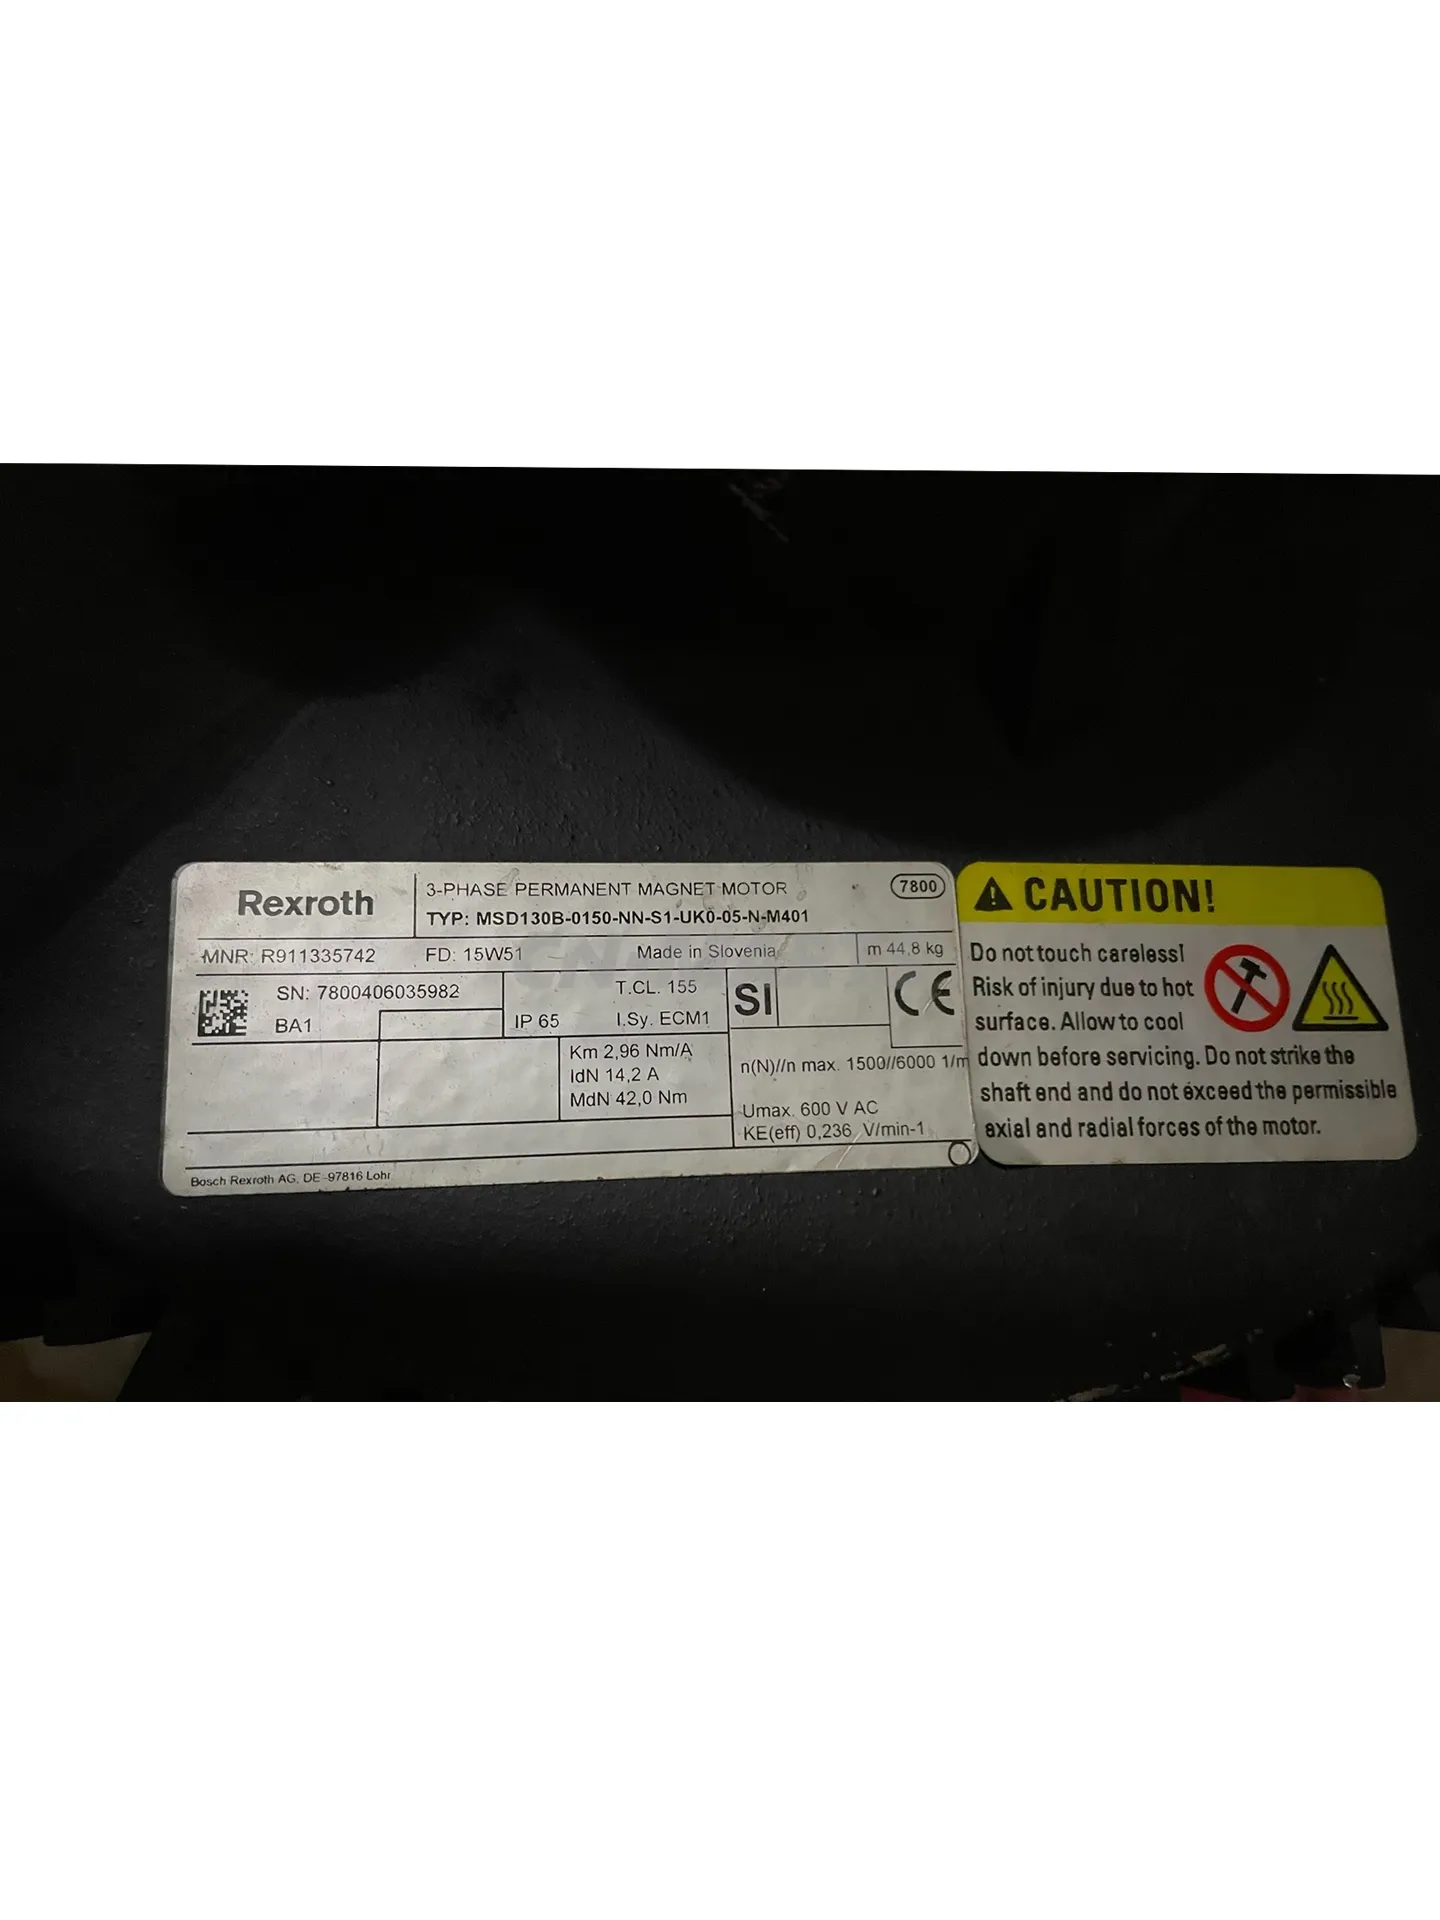 Rexroth
3-PHASE PERMANENT MAGNET MOTOR
7800
TYP: MSD130B-0150-NN-S1-UK0-05-N-M401
MNR: R911335742 FD: 15W51 Made in Slovenia m 44,8 kg
SN: 7800406035982
BA1
IP 65
T.CL. 155
I.Sy. ECM1
SI
CE
Km 2,96 Nm/A
IdN 14,2 A
MdN 42,0 Nm
n(N)//n max. 1500//6000 1/m
Umax. 600 V AC
KE(eff) 0,236 V/min-1
Bosch Rexroth AG, DE-97816 Lohr
CAUTION!
Do not touch careless!
Risk of injury due to hot
surface. Allow to cool
down before servicing. Do not strike the
shaft end and do not exceed the permissible
axial and radial forces of the motor.